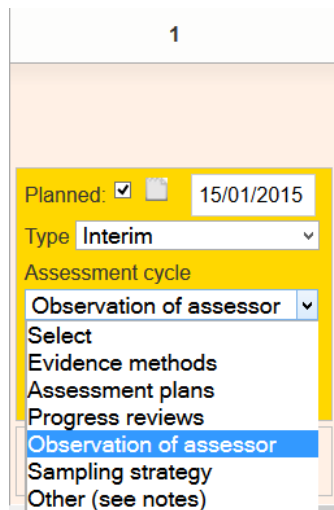 1
Planned: 15/01/2015
Type Interim
Assessment cycle
Observation of assessor
Select
Evidence methods
Assessment plans
Progress reviews
Observation of assessor
Sampling strategy
Other (see notes)